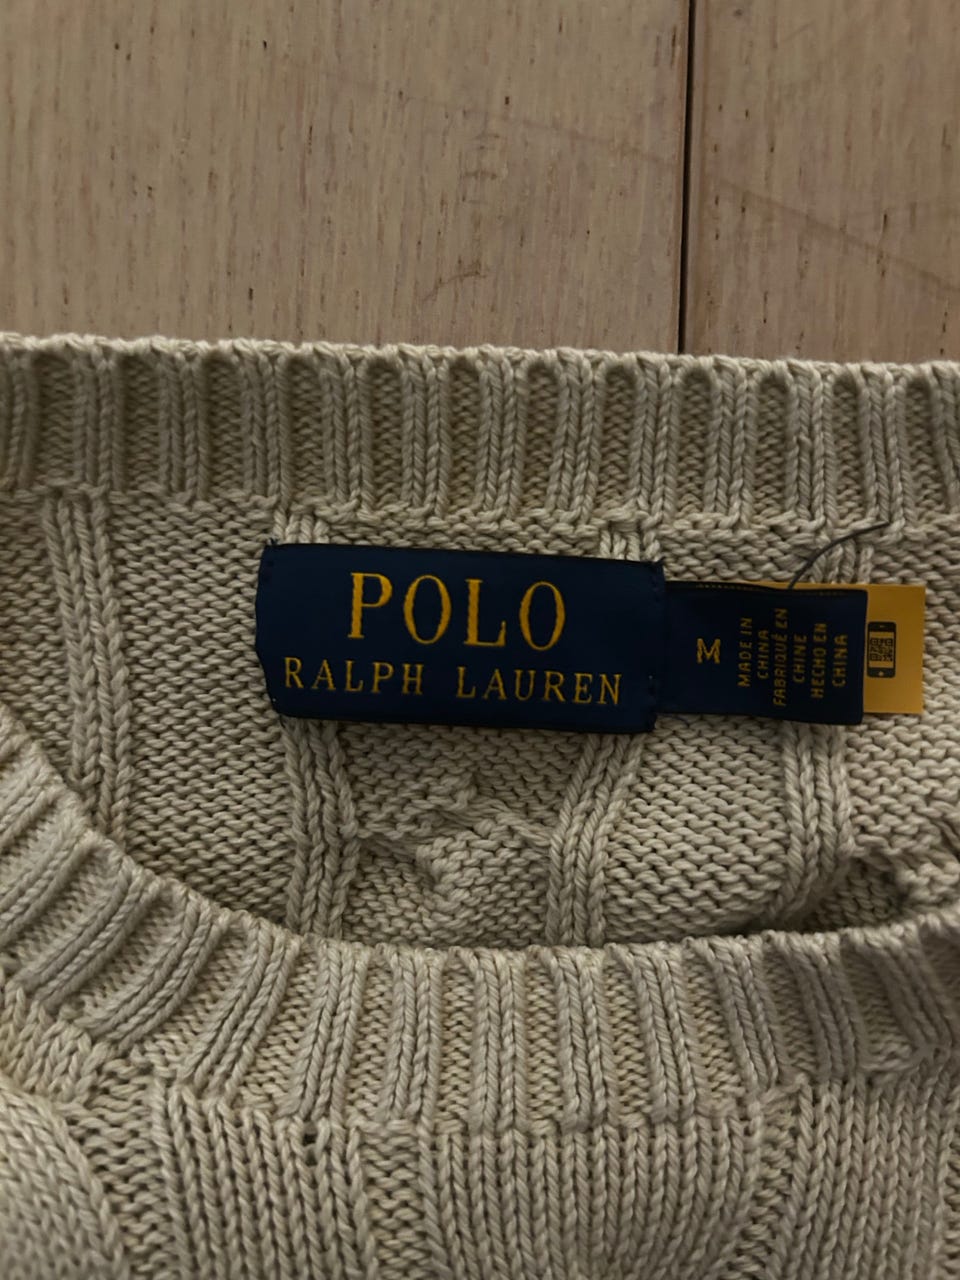 POLO
RALPH LAUREN
M
MADE IN
CHINA
FABRIQUÉ EN
CHINE
HECHO EN
CHINA